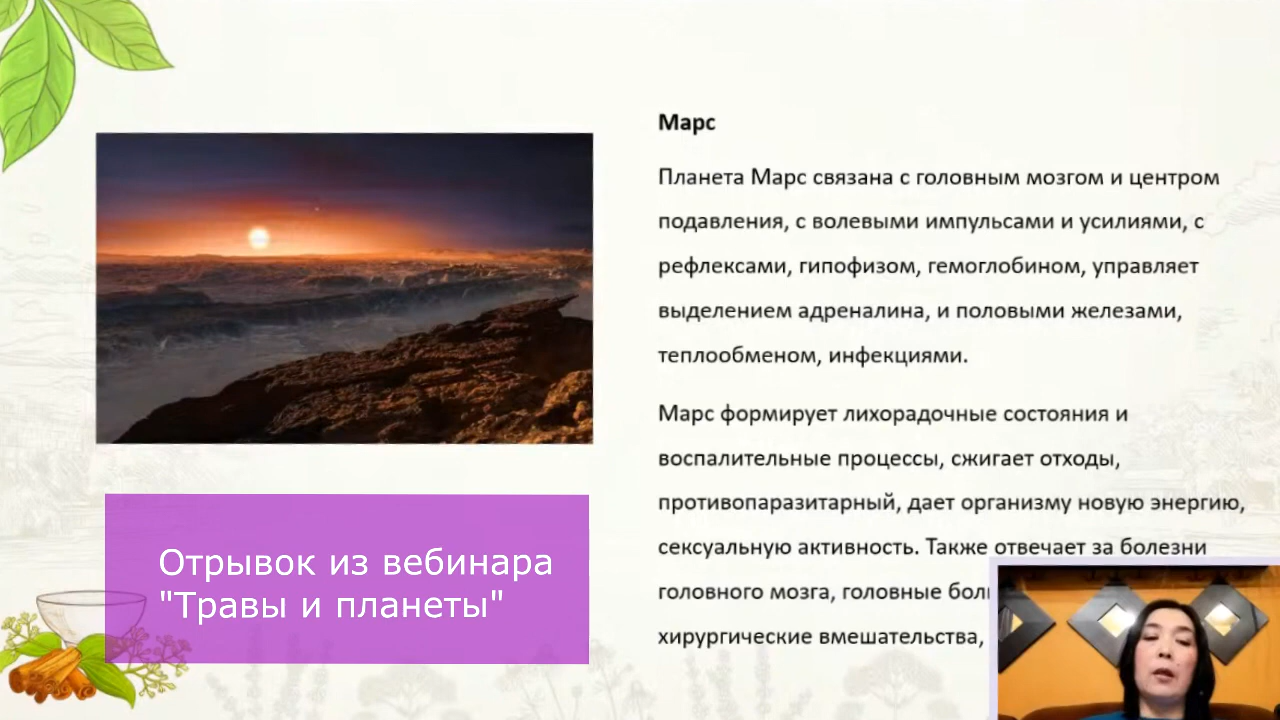 Марс
Планета Марс связана с головным мозгом и центром
подавления, с волевыми импульсами и усилиями, с
рефлексами, гипофизом, гемоглобином, управляет
выделением адреналина, и половыми железами,
теплообменом, инфекциями.
Марс формирует лихорадочные состояния и
воспалительные процессы, сжигает отходы,
противопаразитарный, дает организму новую энергию,
сексуальную активность. Также отвечает за болезни
головного мозга, головные
хирургические вмешательства,
Отрывок из вебинара
"Травы и планеты"